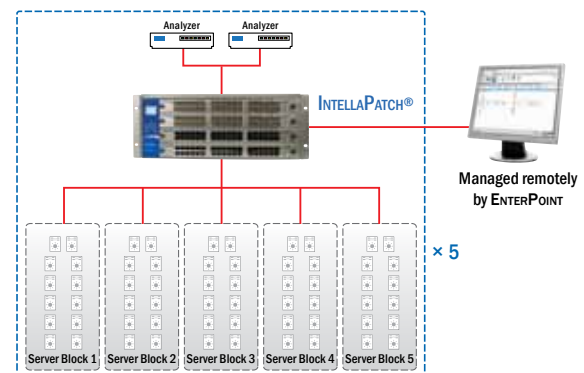 Analyzer
Analyzer
INTELLAPATCH®
Managed remotely
by ENTERPOINT
× 5
Server Block 1
Server Block 2
Server Block 3
Server Block 4
Server Block 5